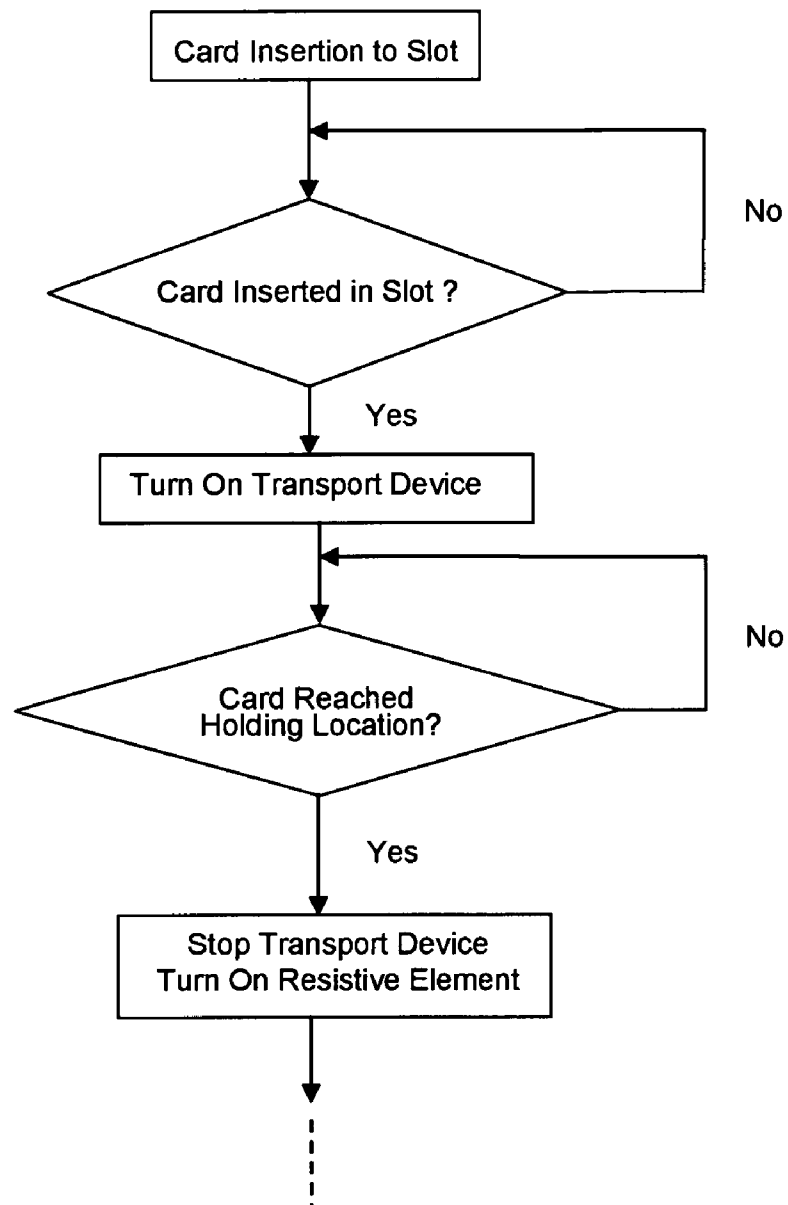 Card Insertion to Slot
No
Card Inserted in Slot ?
Yes
Turn On Transport Device
No
Card Reached
Holding Location?
Yes
Stop Transport Device
Turn On Resistive Element